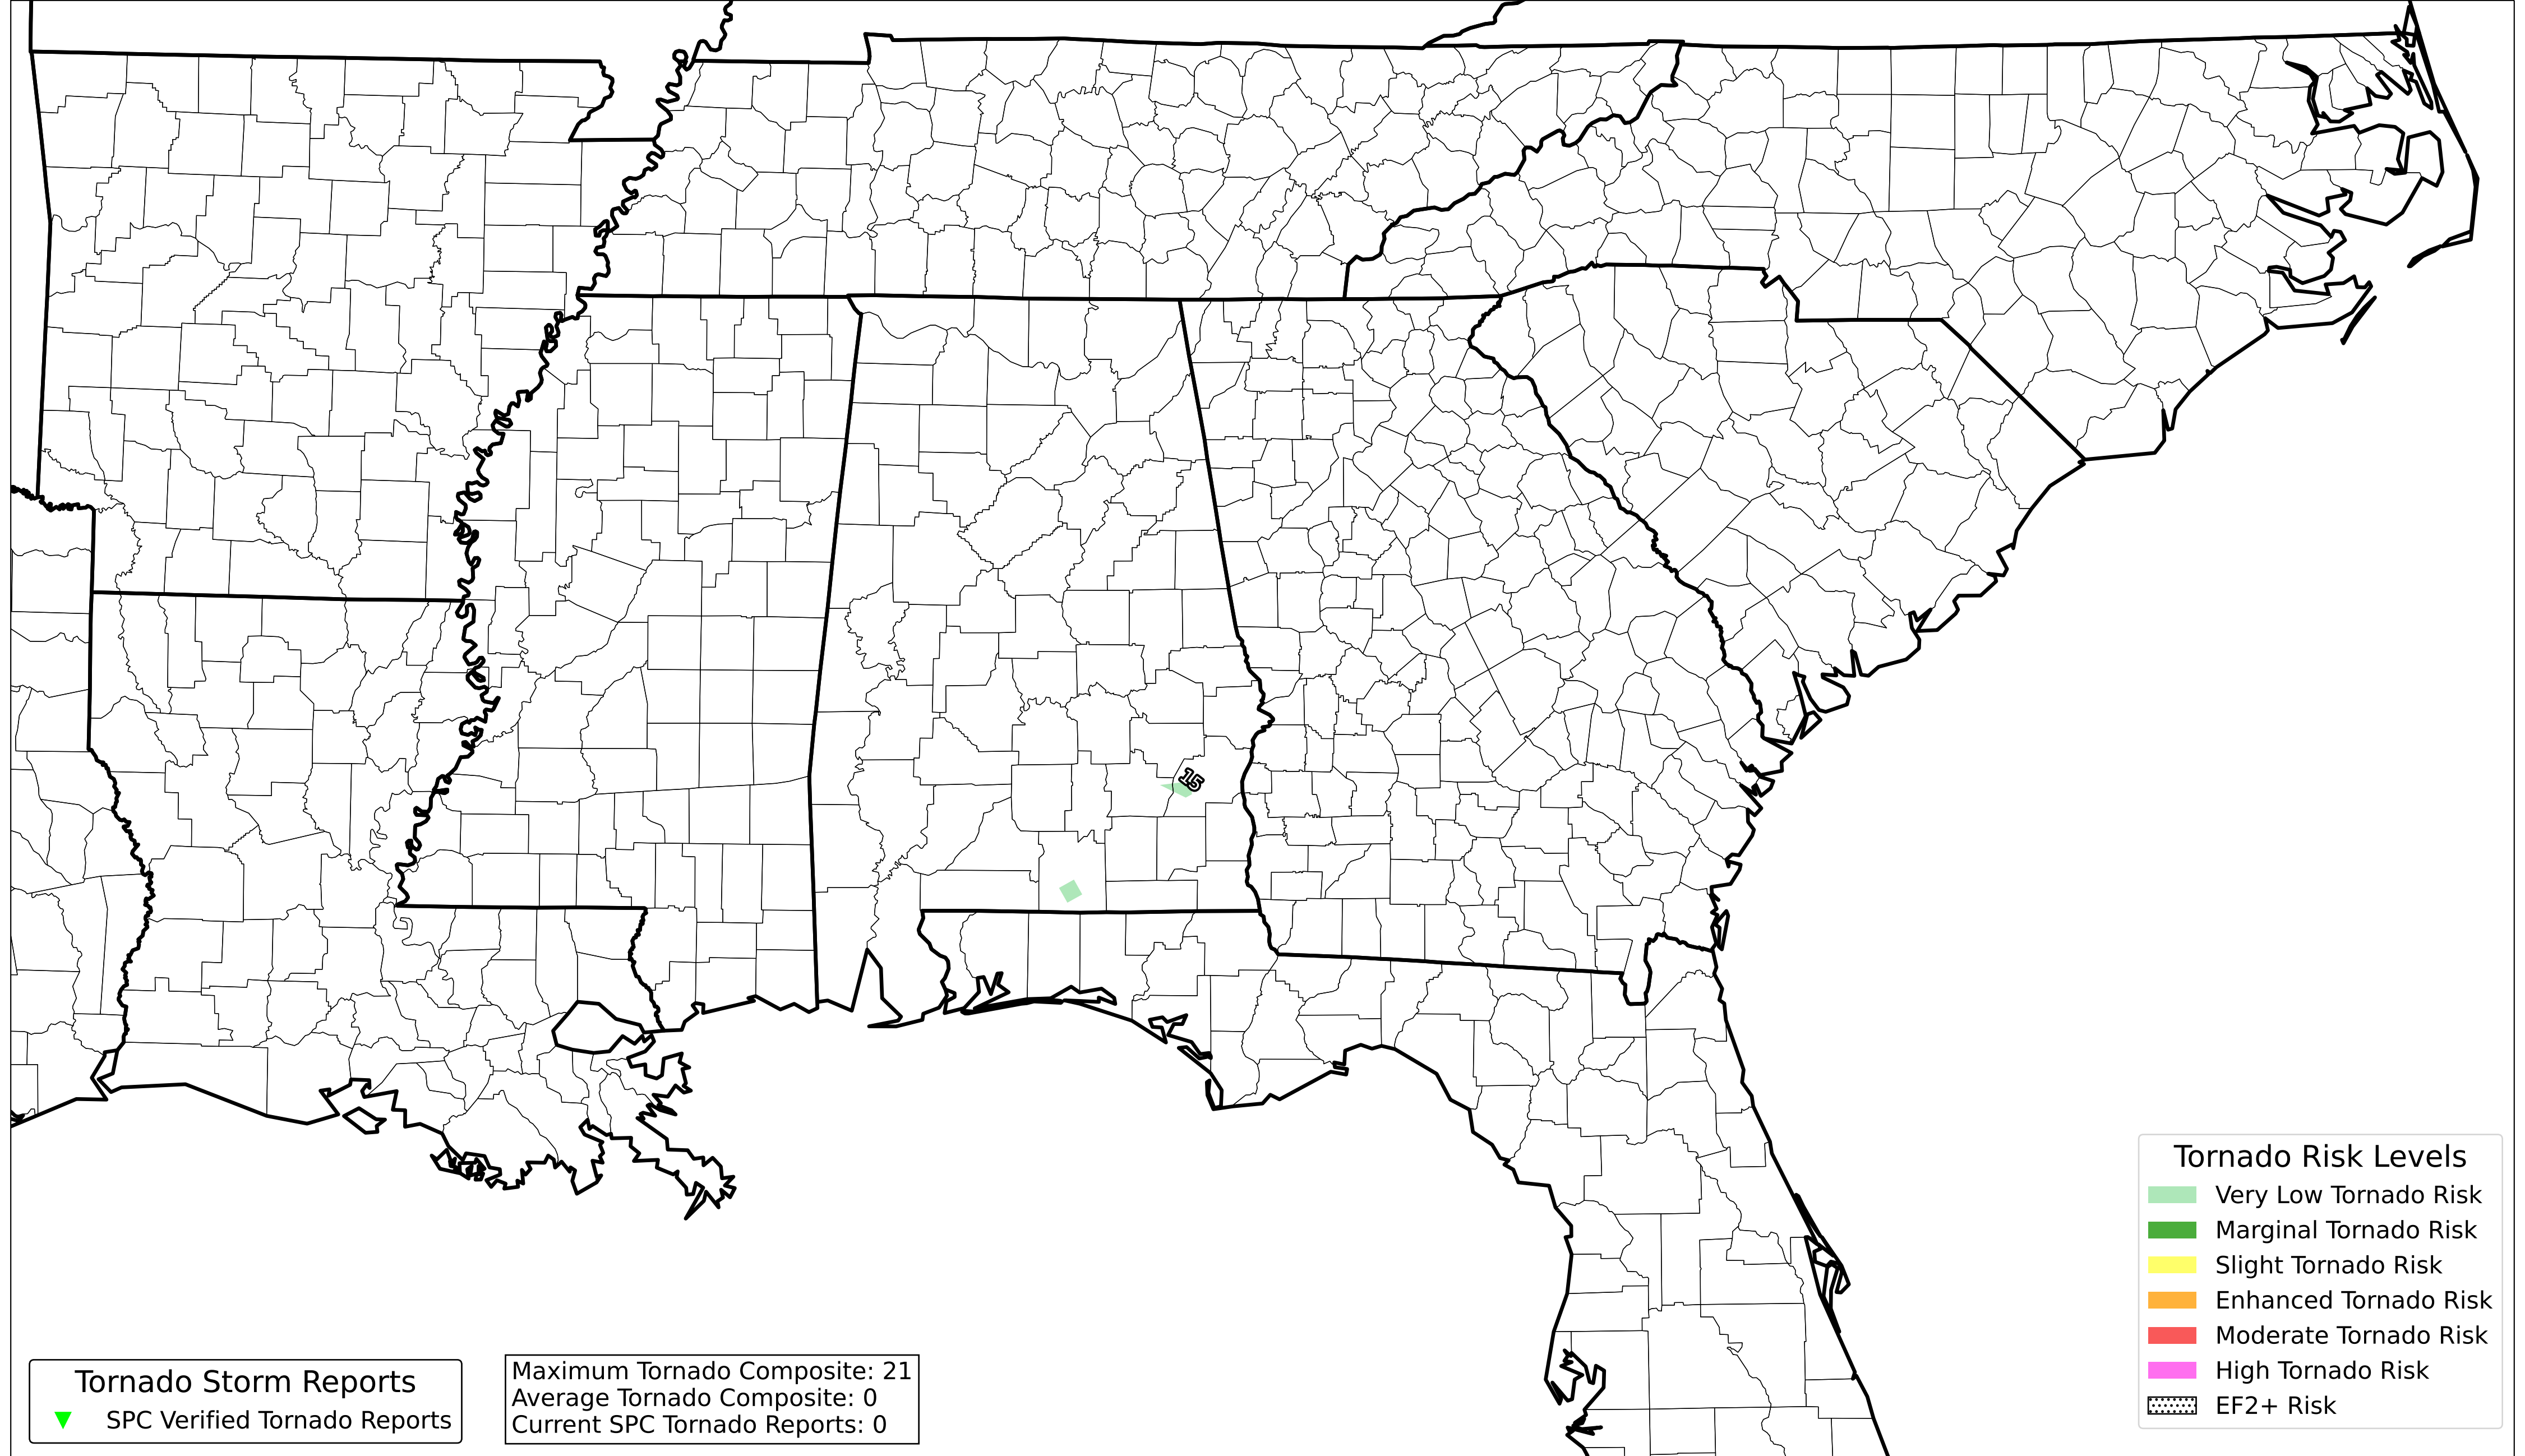 15
Tornado Risk Levels
Very Low Tornado Risk
Marginal Tornado Risk
Slight Tornado Risk
Enhanced Tornado Risk
Moderate Tornado Risk
High Tornado Risk
EF2+ Risk
Tornado Storm Reports
SPC Verified Tornado Reports
Maximum Tornado Composite: 21
Average Tornado Composite: 0
Current SPC Tornado Reports: 0